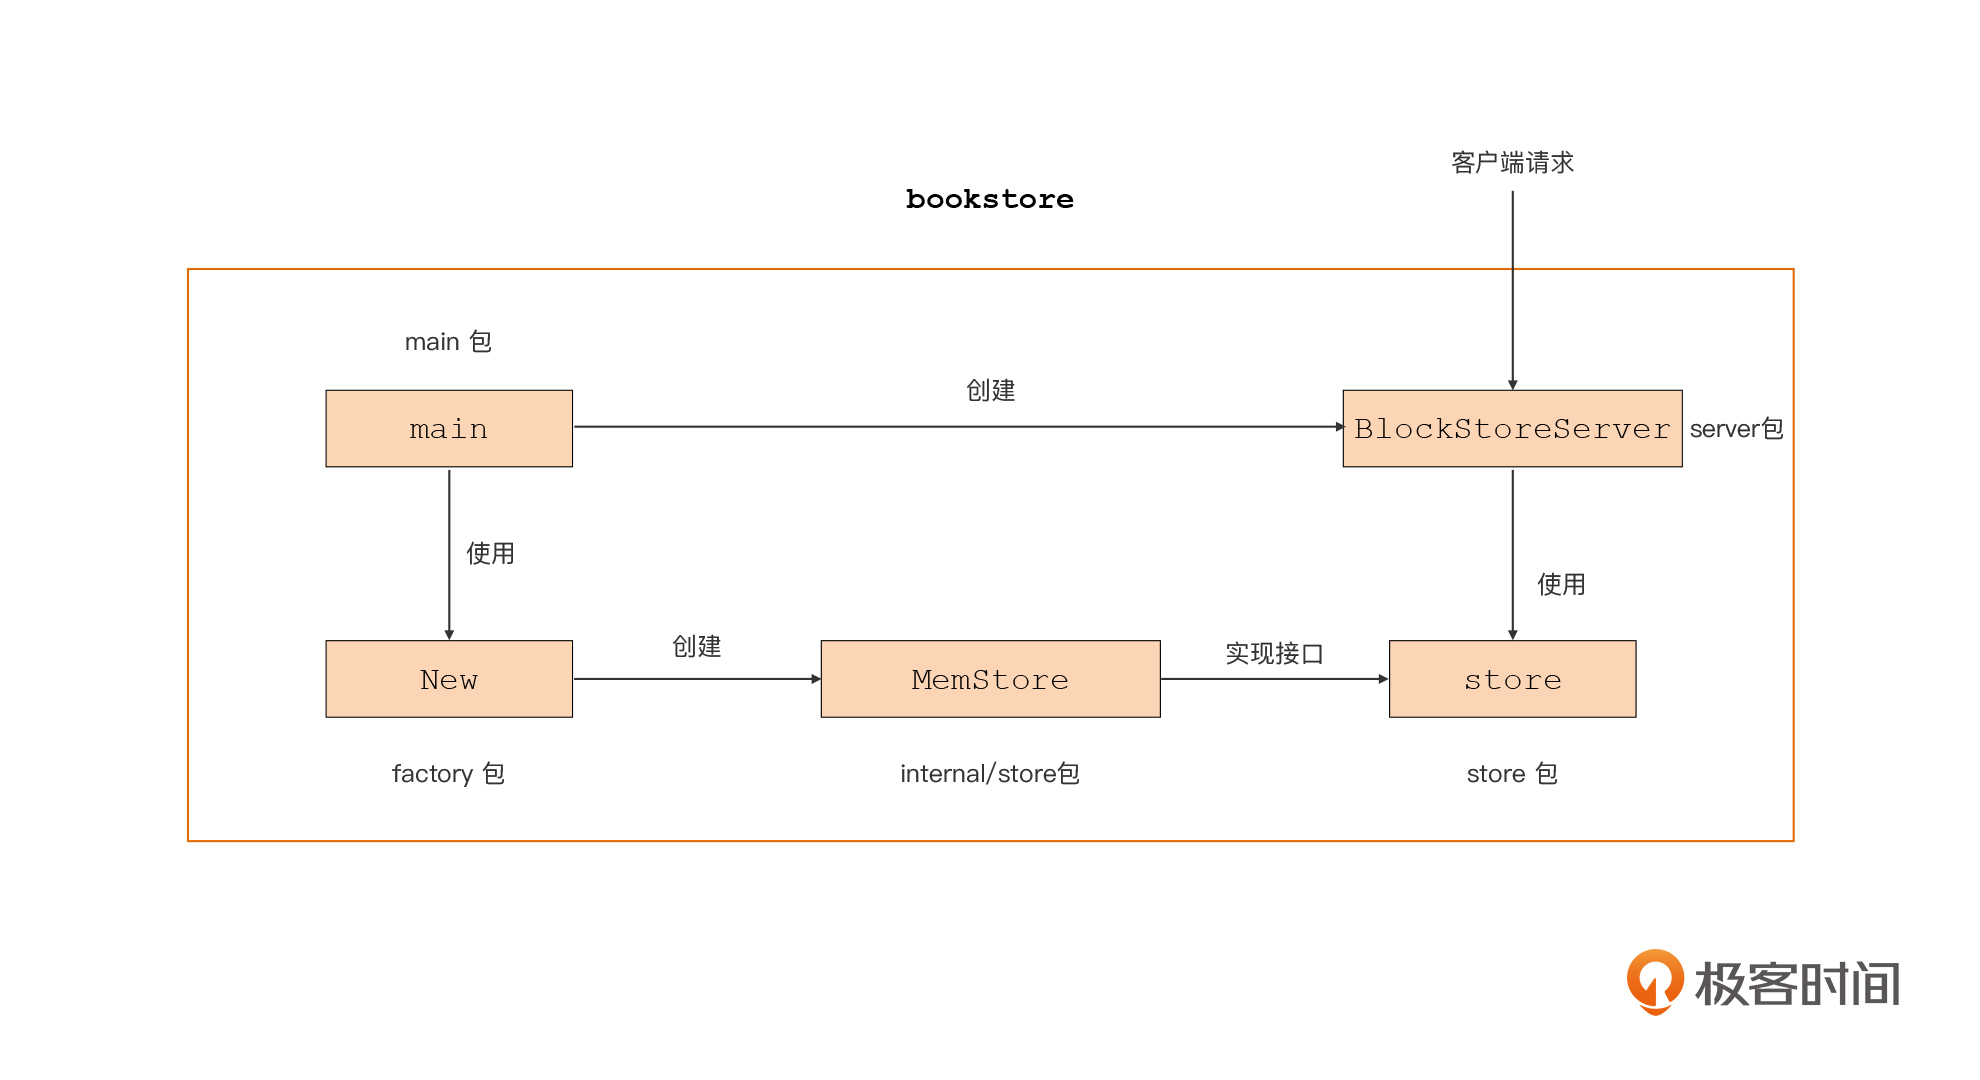 客户端请求
bookstore
main 包
创建
main
BlockStoreServer
server包
使用
使用
创建
实现接口
New
MemStore
store
factory 包
internal/store包
store 包
极客时间